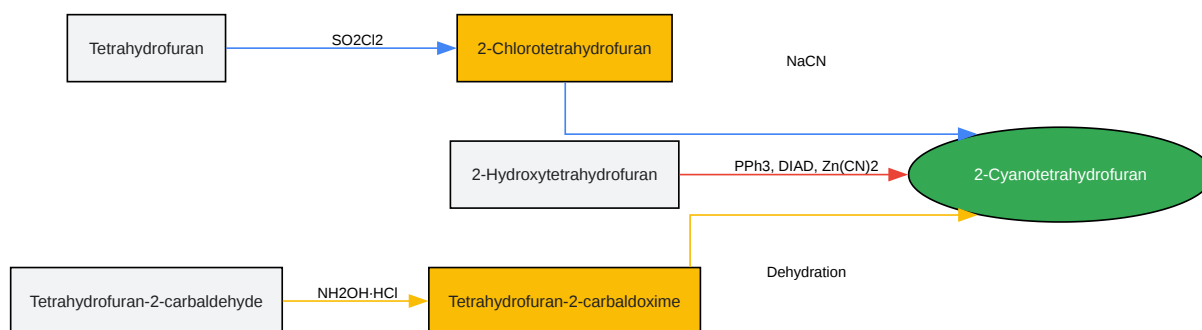 Tetrahydrofuran
SO2Cl2
2-Chlorotetrahydrofuran
NaCN
2-Hydroxytetrahydrofuran
PPh3, DIAD, Zn(CN)2
2-Cyanotetrahydrofuran
Dehydration
Tetrahydrofuran-2-carbaldehyde
NH2OH·HCl
Tetrahydrofuran-2-carbaldoxime